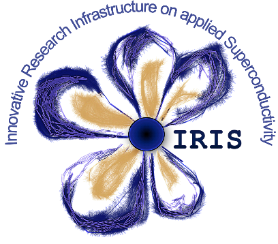 Innovative Research Infrastructure on applied Superconductivity
IRIS